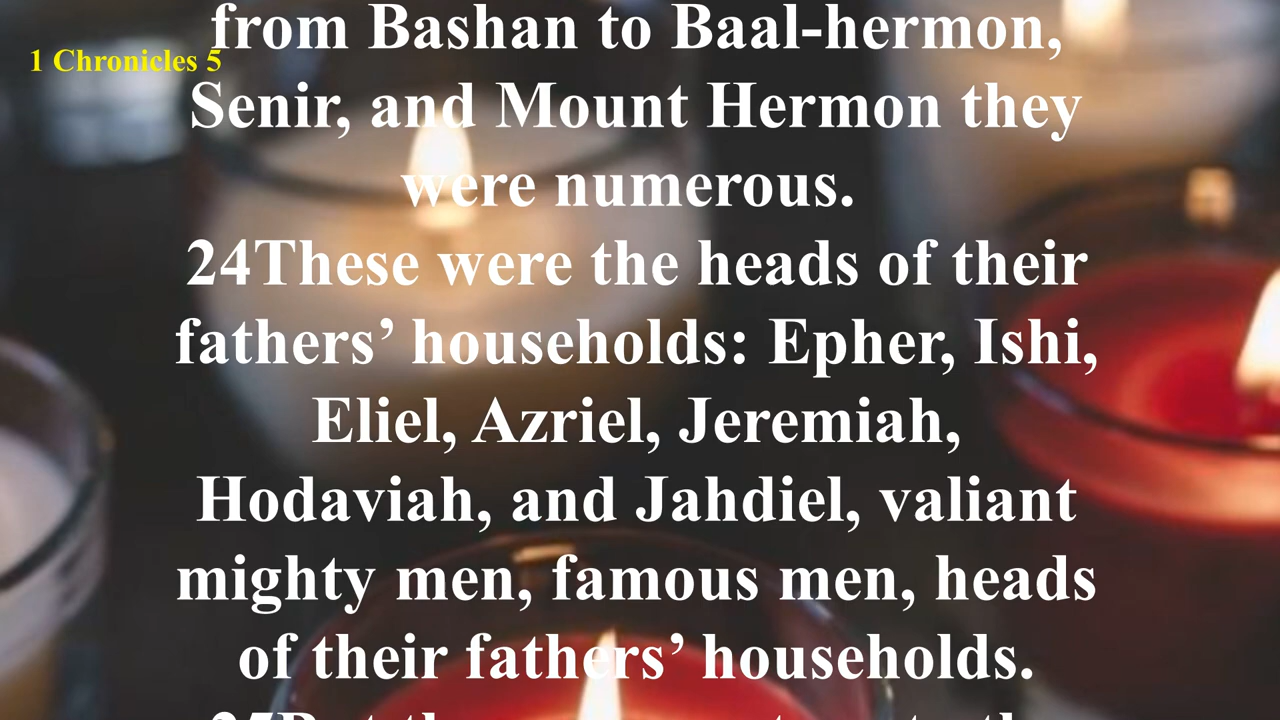 from Bashan to Baal-hermon,
1 Chronicles 5
Senir, and Mount Hermon they
were numerous.
24These were the heads of their
fathers’ households: Epher, Ishi,
Eliel, Azriel, Jeremiah,
Hodaviah, and Jahdiel, valiant
mighty men, famous men, heads
of their fathers’ households.